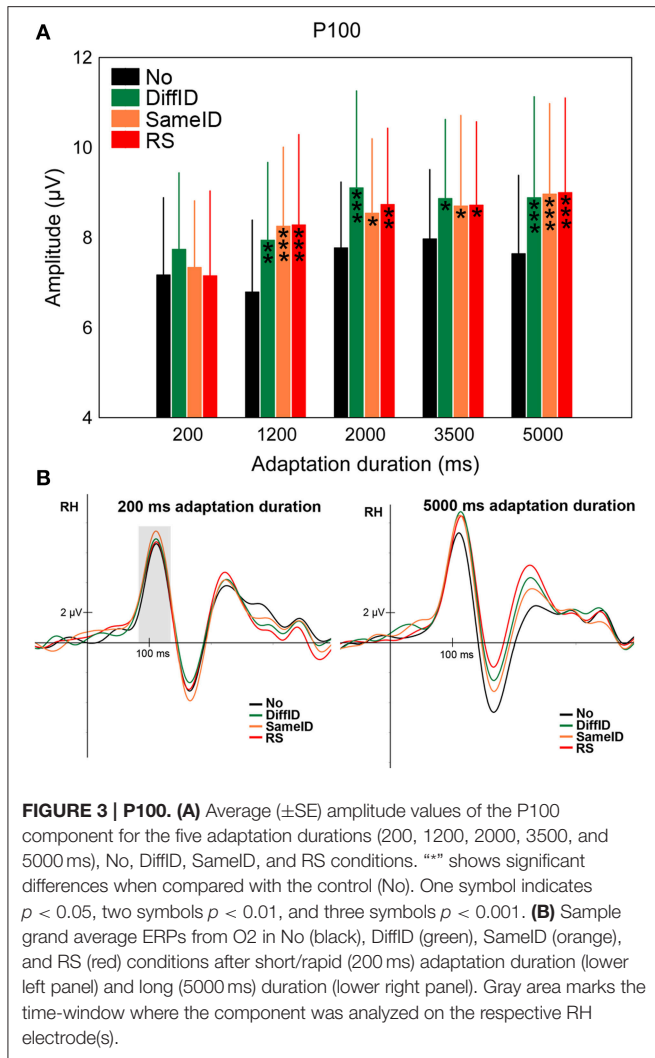 A
P100
12
10
8
6
4
Amplitude (µV)
No
DiffID
SameID
RS
** *** ***
*** * **
* * *
*** *** ***
200 1200 2000 3500 5000
Adaptation duration (ms)
B
RH
200 ms adaptation duration
2 µV
100 ms
No
DiffID
SameID
RS
RH
5000 ms adaptation duration
2 µV
100 ms
No
DiffID
SameID
RS
FIGURE 3 | P100. (A) Average (±SE) amplitude values of the P100
component for the five adaptation durations (200, 1200, 2000, 3500, and
5000 ms), No, DiffID, SameID, and RS conditions. "*" shows significant
differences when compared with the control (No). One symbol indicates
p < 0.05, two symbols p < 0.01, and three symbols p < 0.001. (B) Sample
grand average ERPs from O2 in No (black), DiffID (green), SameID (orange),
and RS (red) conditions after short/rapid (200 ms) adaptation duration (lower
left panel) and long (5000 ms) duration (lower right panel). Gray area marks the
time-window where the component was analyzed on the respective RH
electrode(s).